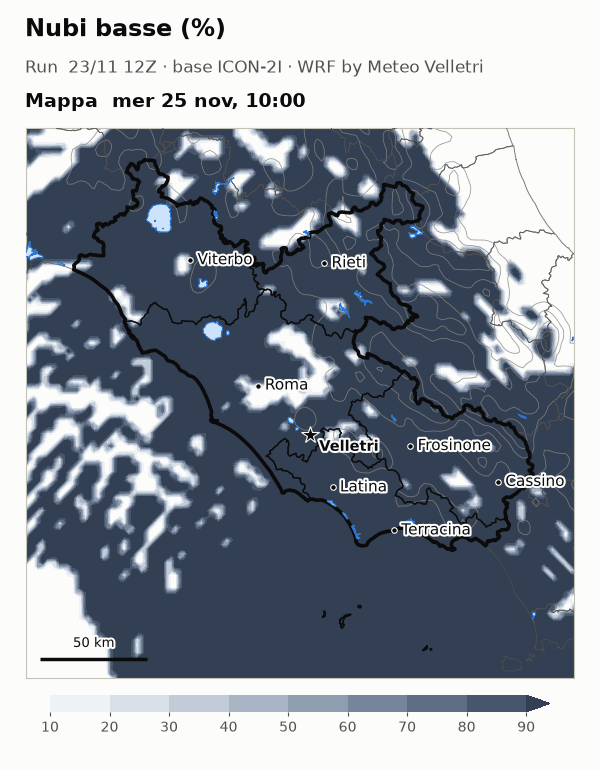 Nubi basse (%)
Run  23/11 12Z · base ICON-2I · WRF by Meteo Velletri
Mappa  mer 25 nov, 10:00
Viterbo
Rieti
Roma
Velletri
Frosinone
Cassino
Latina
Terracina
50 km
10 20 30 40 50 60 70 80 90